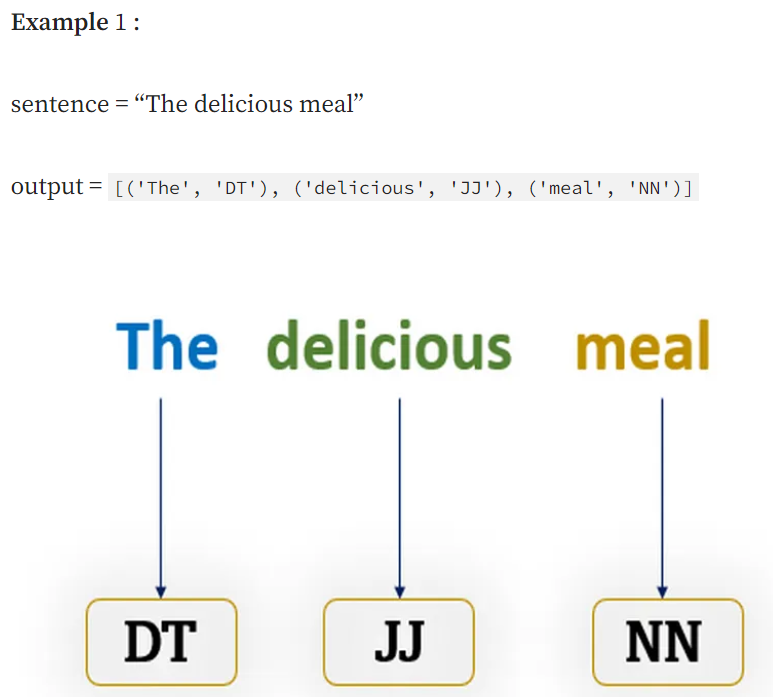 Example 1 :
sentence = “The delicious meal”
output = [('The', 'DT'), ('delicious', 'JJ'), ('meal', 'NN')]
The delicious meal
DT JJ NN